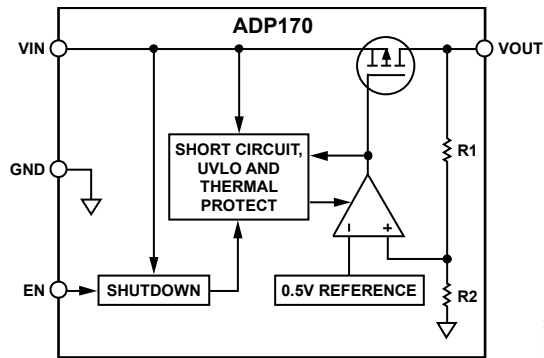 ADP170
VIN
VOUT
SHORT CIRCUIT,
UVLO AND
THERMAL
PROTECT
R1
GND
– +
EN
SHUTDOWN
0.5V REFERENCE
R2